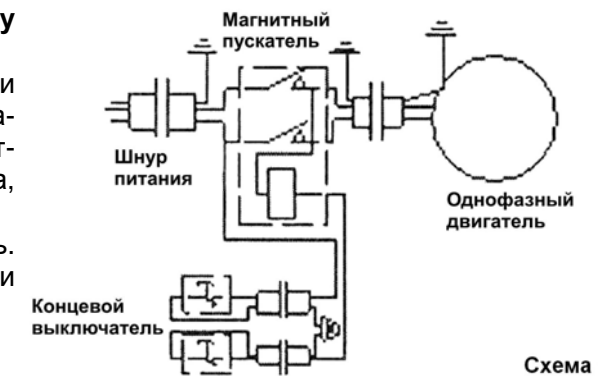 у
и
а-
т-
а,
ь.
и
Магнитный
пускатель
Шнур
питания
Однофазный
двигатель
Концевой
выключатель
Схема